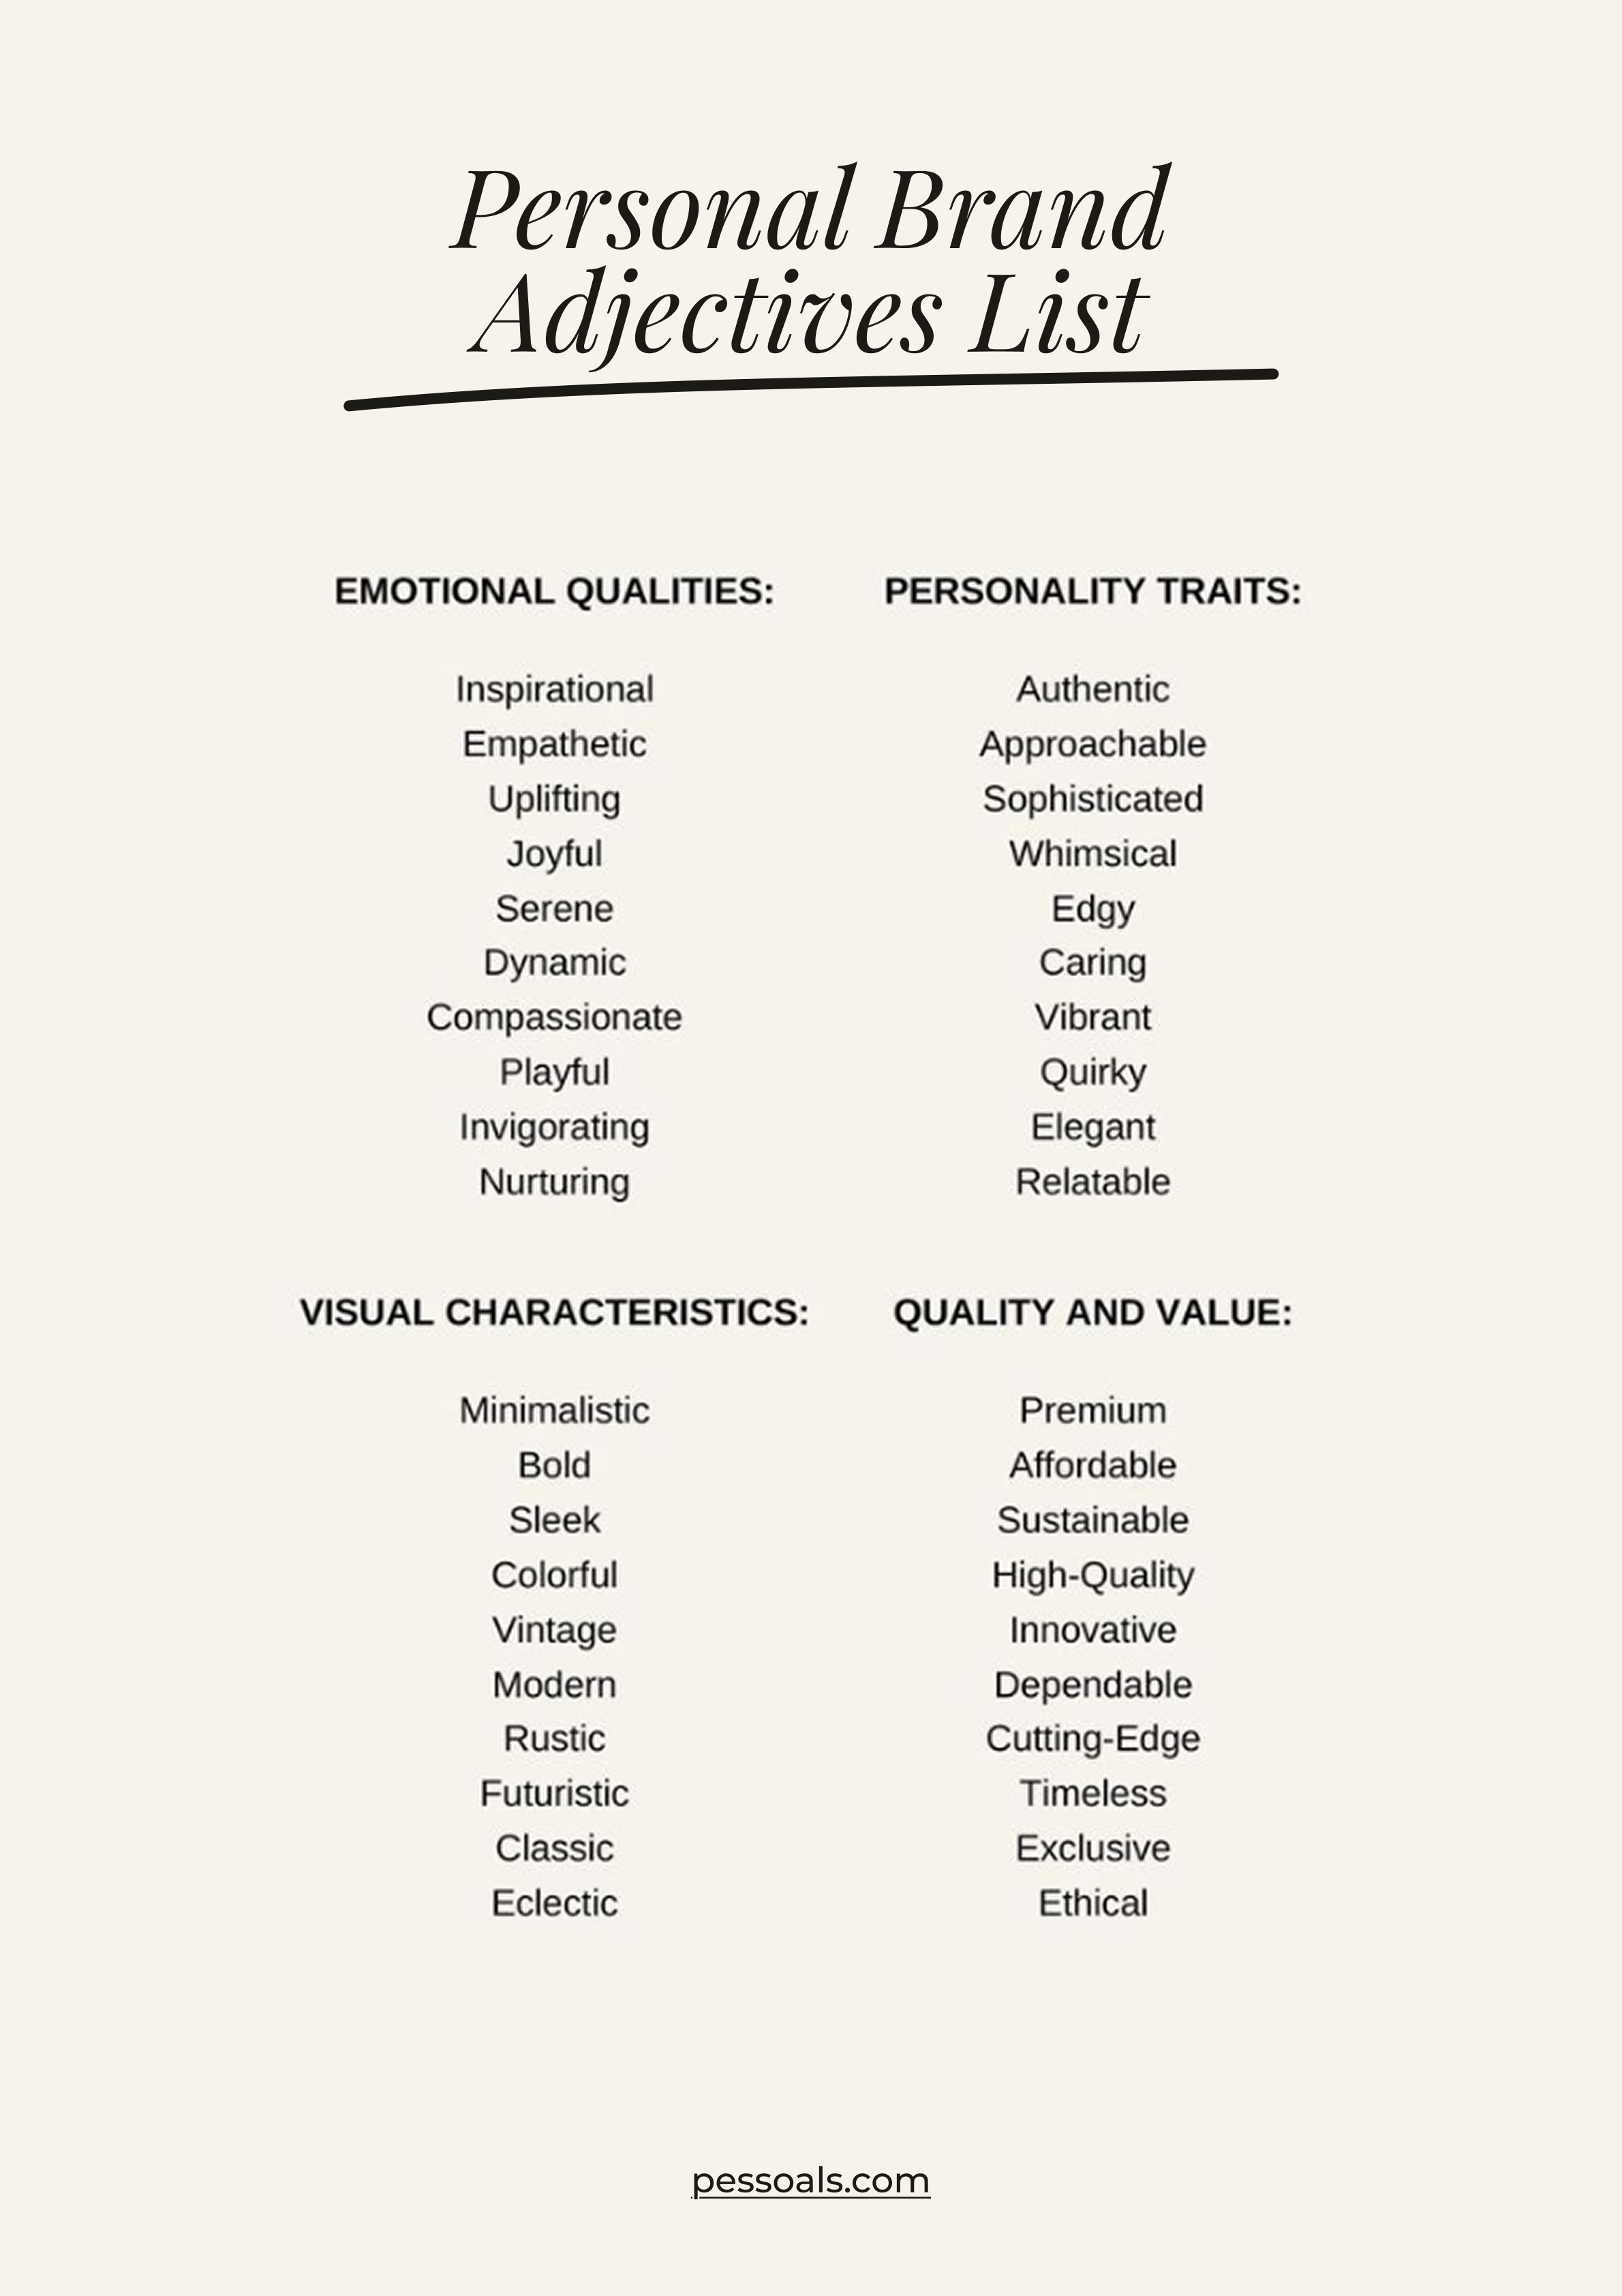 Personal Brand
Adjectives List
EMOTIONAL QUALITIES:
Inspirational
Empathetic
Uplifting
Joyful
Serene
Dynamic
Compassionate
Playful
Invigorating
Nurturing
PERSONALITY TRAITS:
Authentic
Approachable
Sophisticated
Whimsical
Edgy
Caring
Vibrant
Quirky
Elegant
Relatable
VISUAL CHARACTERISTICS:
Minimalistic
Bold
Sleek
Colorful
Vintage
Modern
Rustic
Futuristic
Classic
Eclectic
QUALITY AND VALUE:
Premium
Affordable
Sustainable
High-Quality
Innovative
Dependable
Cutting-Edge
Timeless
Exclusive
Ethical
pessoals.com